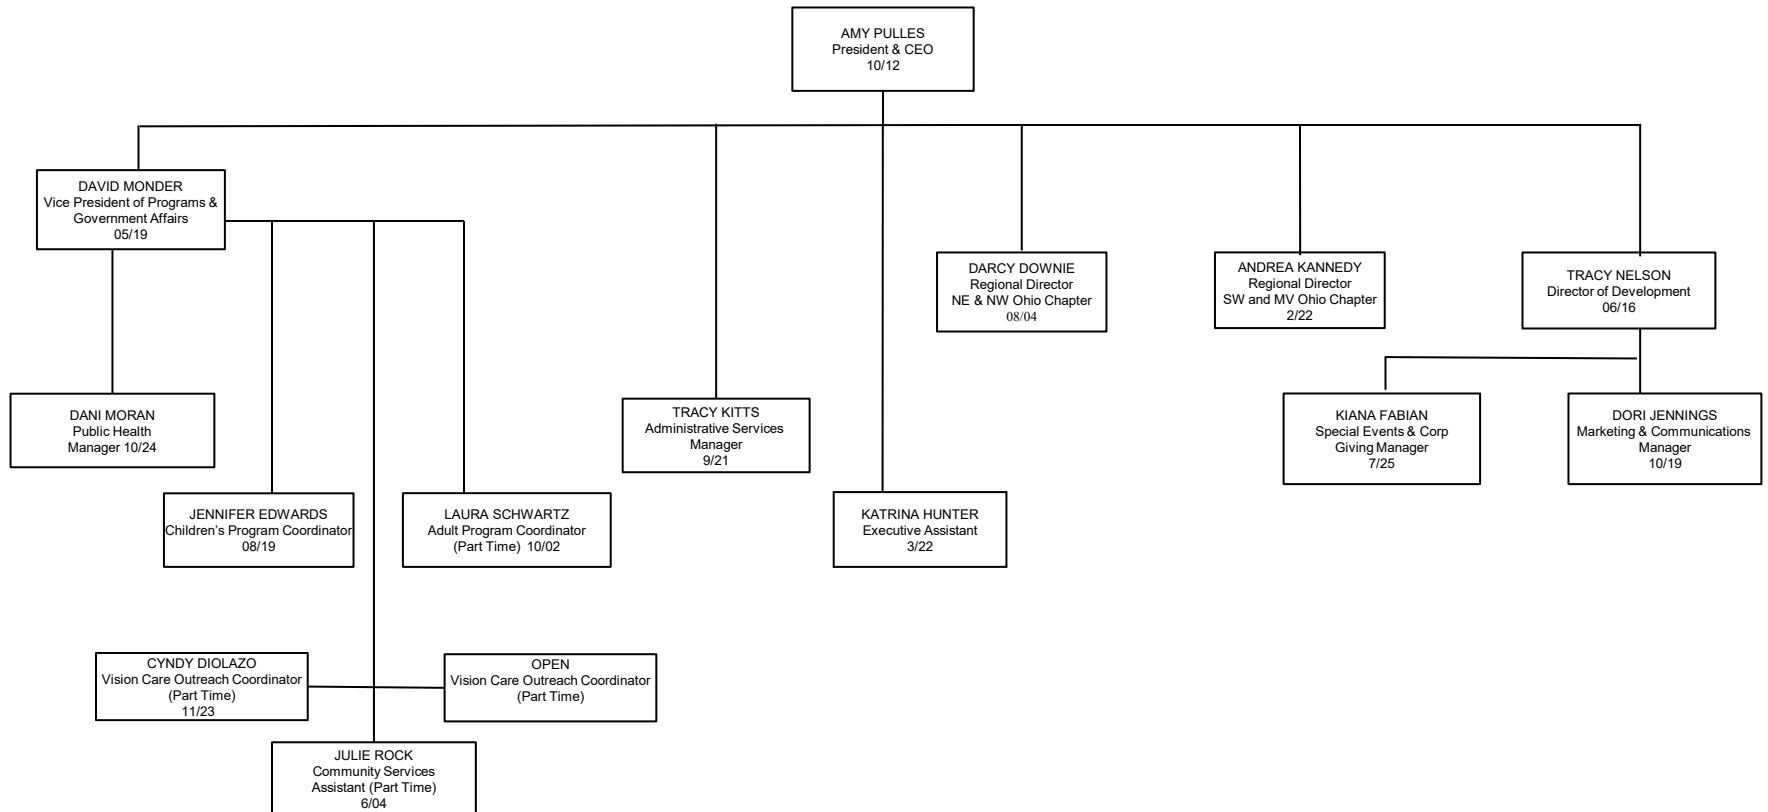 AMY PULLES
President & CEO
10/12
DAVID MONDER
Vice President of Programs &
Government Affairs
05/19
DARCY DOWNIE
Regional Director
NE & NW Ohio Chapter
08/04
ANDREA KANNEDY
Regional Director
SW and MV Ohio Chapter
2/22
TRACY NELSON
Director of Development
06/16
DANI MORAN
Public Health
Manager 10/24
TRACY KITTS
Administrative Services
Manager
9/21
KIANA FABIAN
Special Events & Corp
Giving Manager
7/25
DORI JENNINGS
Marketing & Communications
Manager
10/19
JENNIFER EDWARDS
Children’s Program Coordinator
08/19
LAURA SCHWARTZ
Adult Program Coordinator
(Part Time) 10/02
KATRINA HUNTER
Executive Assistant
3/22
CYNDY DIOLAZO
Vision Care Outreach Coordinator
(Part Time)
11/23
OPEN
Vision Care Outreach Coordinator
(Part Time)
JULIE ROCK
Community Services
Assistant (Part Time)
6/04